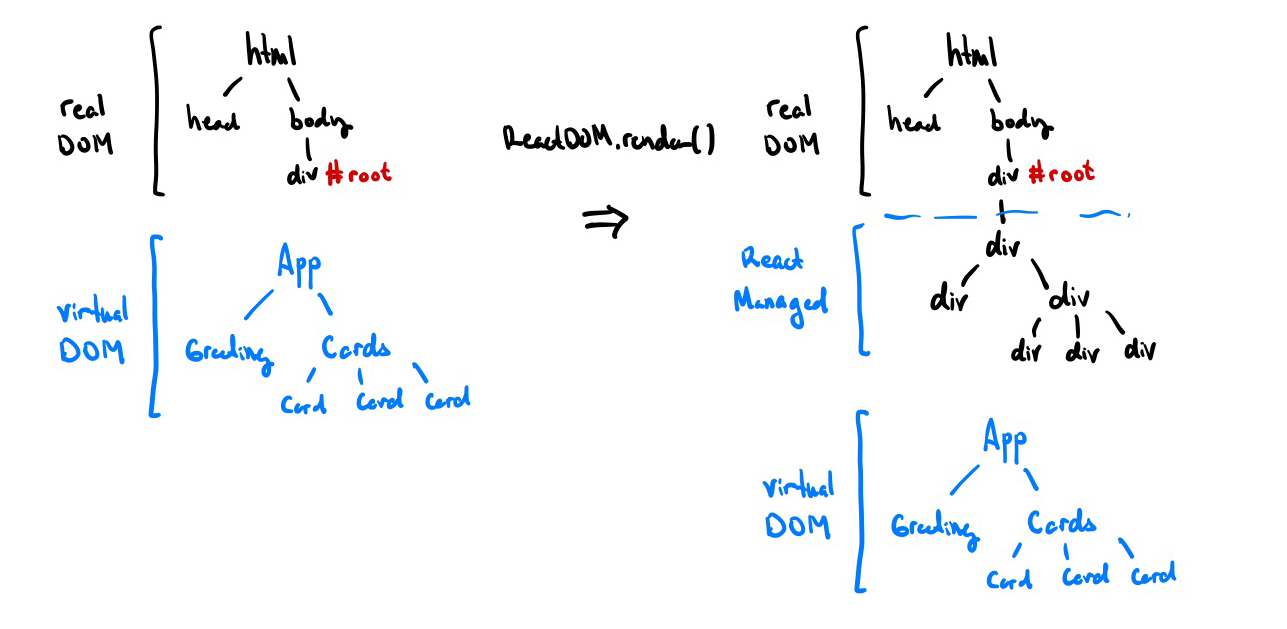 html
real
DOM
head body
div #root
virtual
DOM
App
Greeting Cards
Card Card Card
ReactDOM.render()
⇒
html
real
DOM
head body
div #root
React
Managed
div
div div
div div div
virtual
DOM
App
Greeting Cards
Card Card Card